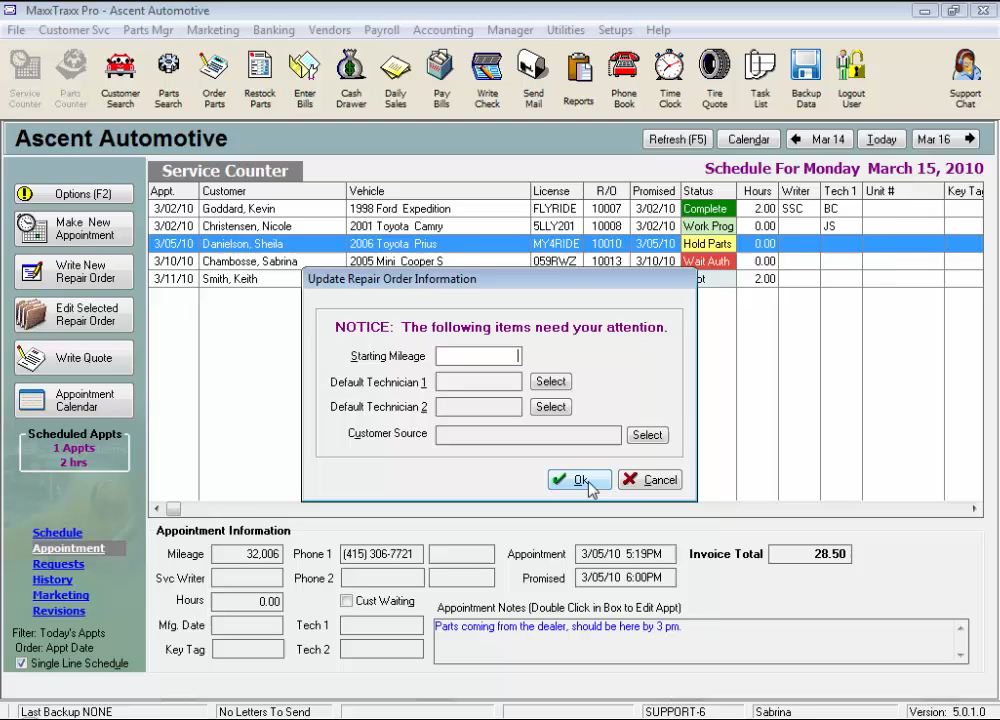 MaxxTraxx Pro - Ascent Automotive
File Customer Svc Parts Mgr Marketing Banking Vendors Payroll Accounting Manager Utilities Setups Help
Service Counter
Parts Counter
Customer Search
Parts Search
Order Parts
Restock Parts
Enter Bills
Cash Drawer
Daily Sales
Pay Bills
Write Check
Send Mail
Reports
Phone Book
Time Clock
Tire Quote
Task List
Backup Data
Logout User
Support Chat
Ascent Automotive
Refresh (F5) Calendar Mar 14 Today Mar 16
Service Counter
Schedule For Monday March 15, 2010
Options (F2)
Make New Appointment
Write New Repair Order
Edit Selected Repair Order
Write Quote
Appointment Calendar
Scheduled Appts
1 Appts
2 hrs
Schedule
Appointment
Requests
History
Marketing
Revisions
Filter: Today's Appts
Order: Appt Date
Single Line Schedule
Appt. Customer Vehicle License R/O Promised Status Hours Writer Tech 1 Unit # Key Tag
3/02/10 Goddard, Kevin 1998 Ford Expedition FLYRIDE 10007 3/02/10 Complete 2.00 SSC BC
3/02/10 Christensen, Nicole 2001 Toyota Camry 5LLY201 10008 3/02/10 Work Prog 0.00 JS
3/05/10 Danielson, Sheila 2006 Toyota Prius MY4RIDE 10010 3/05/10 Hold Parts 0.00
3/10/10 Chambosse, Sabrina 2005 Mini Cooper S 059RWZ 10013 3/10/10 Wait Auth 0.00
3/11/10 Smith, Keith 2.00
Update Repair Order Information
NOTICE: The following items need your attention.
Starting Mileage
Default Technician 1 Select
Default Technician 2 Select
Customer Source Select
Ok Cancel
Appointment Information
Mileage 32,006 Phone 1 (415) 306-7721 Appointment 3/05/10 5:19PM Invoice Total 28.50
Svc Writer Phone 2 Promised 3/05/10 6:00PM
Hours 0.00 Cust Waiting Appointment Notes (Double Click in Box to Edit Appt)
Mfg. Date Tech 1 Parts coming from the dealer, should be here by 3 pm.
Key Tag Tech 2
Last Backup NONE No Letters To Send SUPPORT-6 Sabrina Version: 5.0.1.0